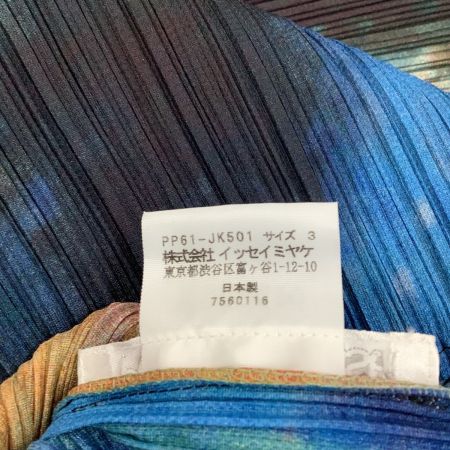 PP61-JK501 サイズ 3
株式会社 イッセイミヤケ
東京都渋谷区富ヶ谷1-12-10
日本製
7560116